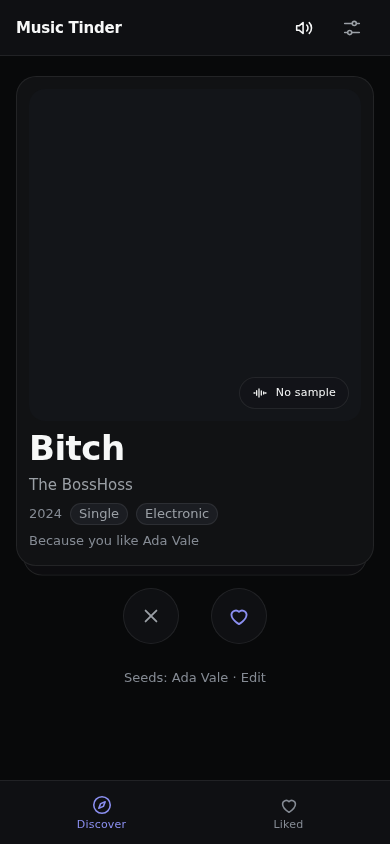 Music Tinder
No sample
Bitch
The BossHoss
2024 Single Electronic
Because you like Ada Vale
Seeds: Ada Vale · Edit
Discover Liked